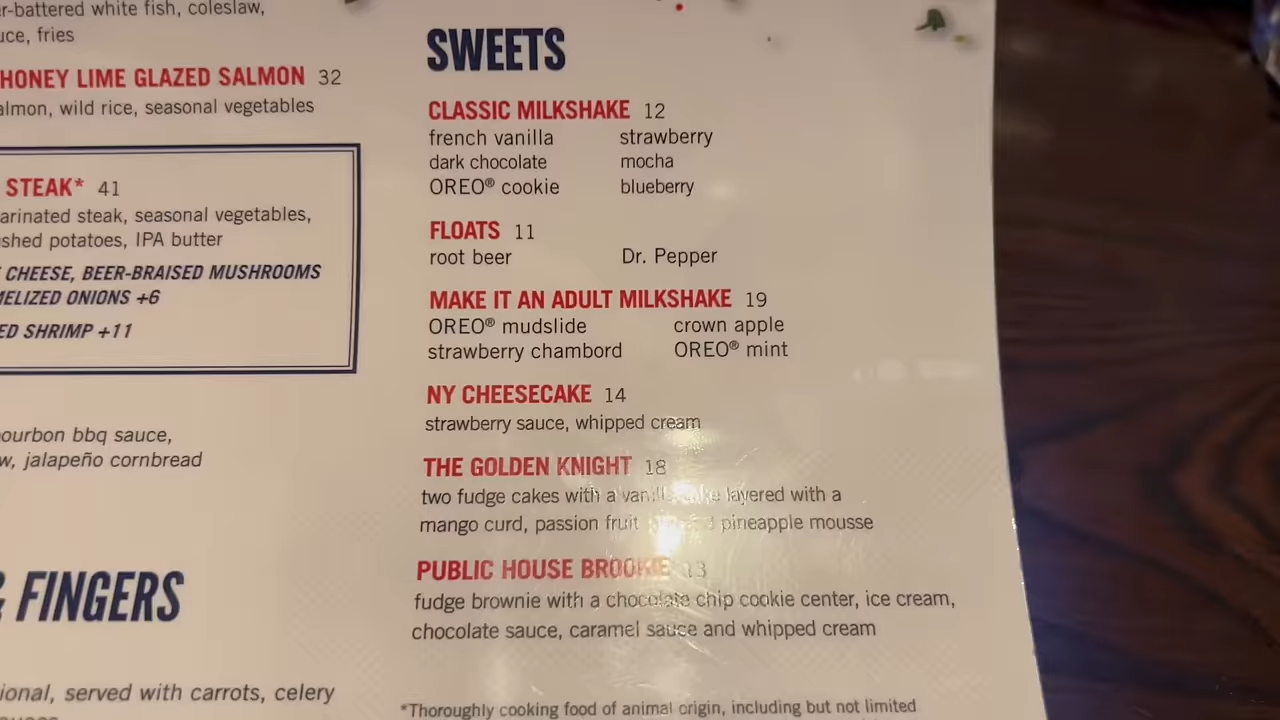 r-battered white fish, coleslaw,
uce, fries
HONEY LIME GLAZED SALMON 32
almon, wild rice, seasonal vegetables
STEAK* 41
arinated steak, seasonal vegetables,
shed potatoes, IPA butter
CHEESE, BEER-BRAISED MUSHROOMS
MELIZED ONIONS +6
ED SHRIMP +11
ourbon bbq sauce,
w, jalapeño cornbread
& FINGERS
ional, served with carrots, celery
SWEETS
CLASSIC MILKSHAKE 12
french vanilla strawberry
dark chocolate mocha
OREO® cookie blueberry
FLOATS 11
root beer Dr. Pepper
MAKE IT AN ADULT MILKSHAKE 19
OREO® mudslide crown apple
strawberry chambord OREO® mint
NY CHEESECAKE 14
strawberry sauce, whipped cream
THE GOLDEN KNIGHT 18
two fudge cakes with a layered with a
mango curd, passion fruit pineapple mousse
PUBLIC HOUSE BROOKIE 13
fudge brownie with a chocolate chip cookie center, ice cream,
chocolate sauce, caramel sauce and whipped cream
*Thoroughly cooking food of animal origin, including but not limited